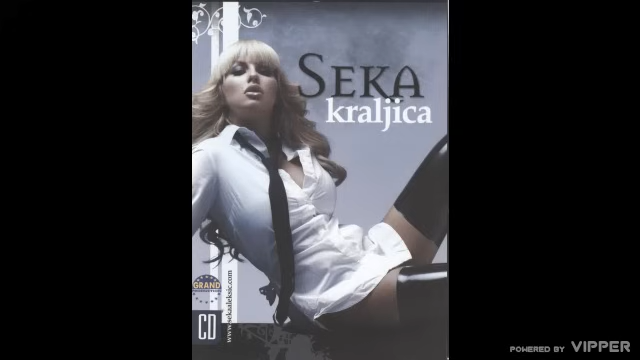 SEKA
kraljica
GRAND
CD
www.sekaaleksic.com
POWERED BY VIPPER